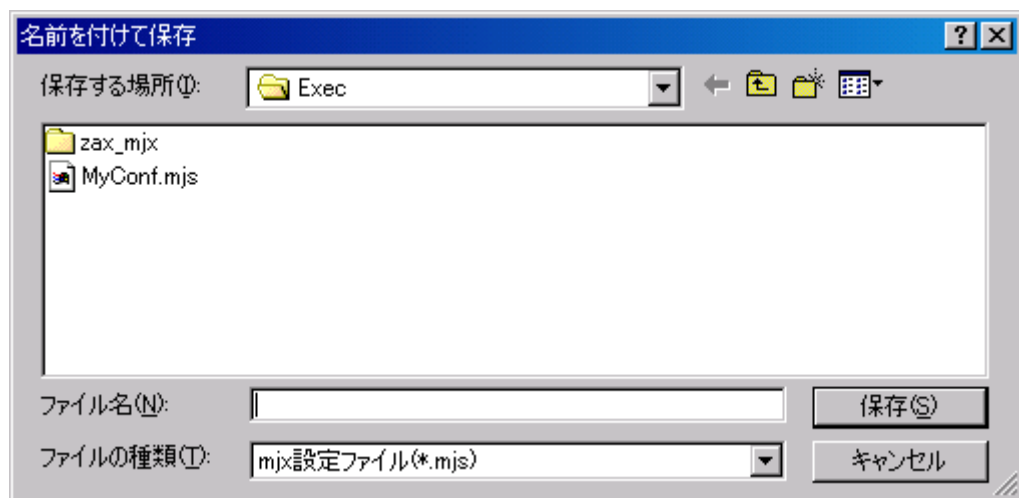 名前を付けて保存
保存する場所(I): Exec
zax_mjx
MyConf.mjs
ファイル名(N): 保存(S)
ファイルの種類(T): mjx設定ファイル(*.mjs) キャンセル